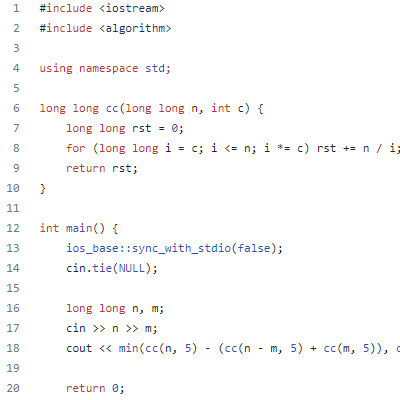 1 #include <iostream>
2 #include <algorithm>
3
4 using namespace std;
5
6 long long cc(long long n, int c) {
7     long long rst = 0;
8     for (long long i = c; i <= n; i *= c) rst += n / i;
9     return rst;
10 }
11
12 int main() {
13     ios_base::sync_with_stdio(false);
14     cin.tie(NULL);
15
16     long long n, m;
17     cin >> n >> m;
18     cout << min(cc(n, 5) - (cc(n - m, 5) + cc(m, 5)), c
19
20     return 0;